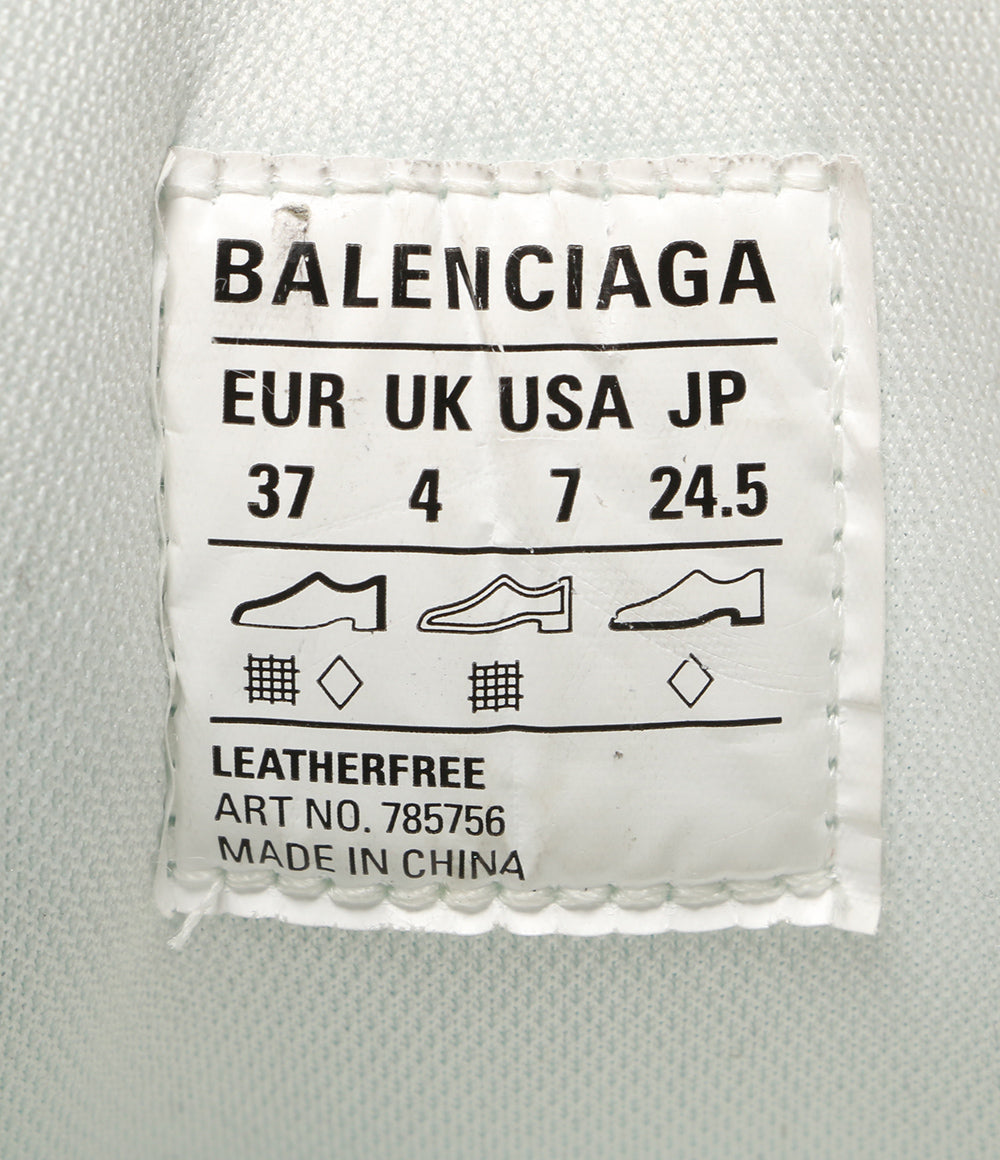 BALENCIAGA
EUR UK USA JP
37 4 7 24.5
LEATHERFREE
ART NO. 785756
MADE IN CHINA